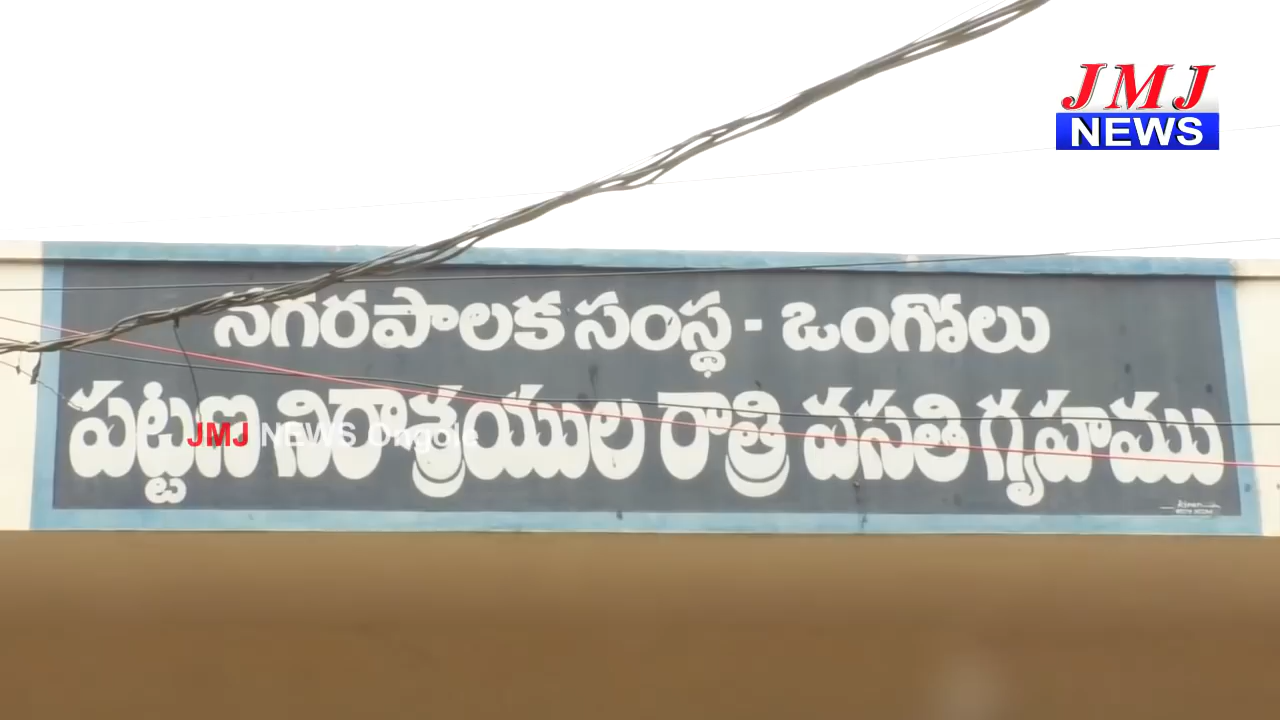 JMJ
NEWS
నగరపాలక సంస్థ - ఒంగోలు
పట్టణ నిరాశ్రయుల రాత్రి వసతి గృహము
JMJ NEWS Ongole